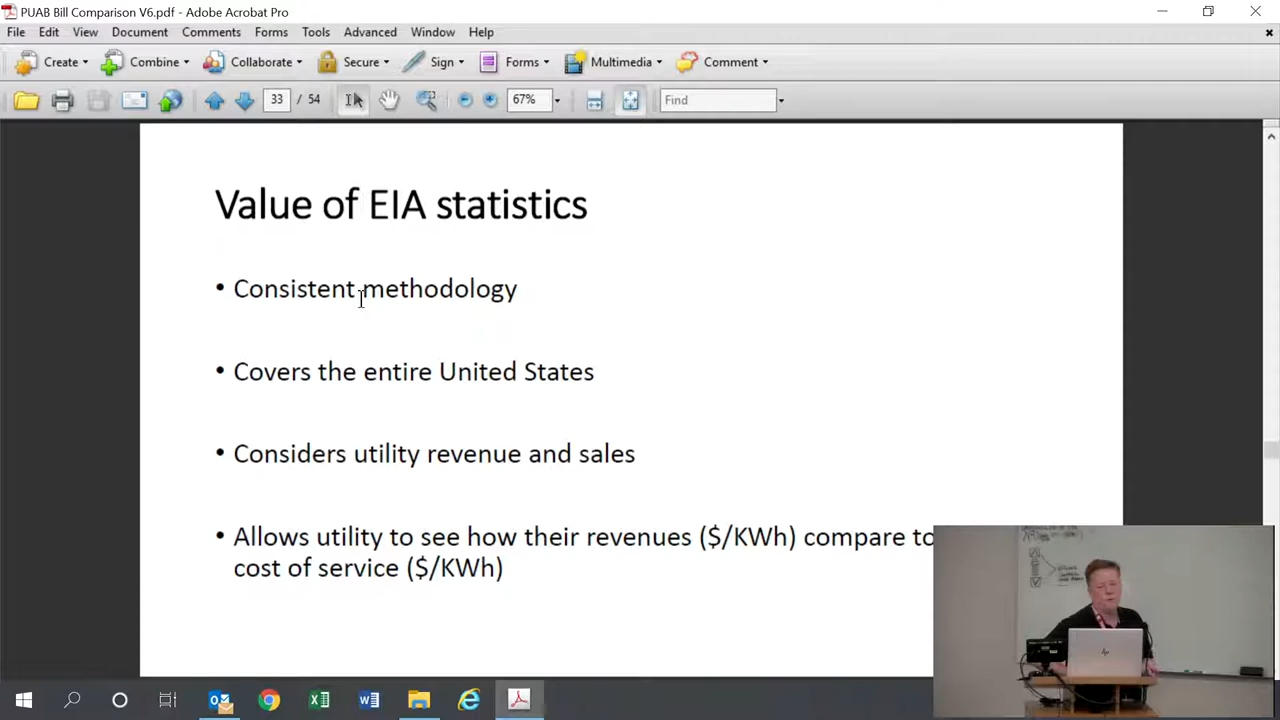 PUAB Bill Comparison V6.pdf - Adobe Acrobat Pro
File Edit View Document Comments Forms Tools Advanced Window Help
Create Combine Collaborate Secure Sign Forms Multimedia Comment
33 / 54 67% Find
Value of EIA statistics
• Consistent methodology
• Covers the entire United States
• Considers utility revenue and sales
• Allows utility to see how their revenues ($/KWh) compare to
cost of service ($/KWh)